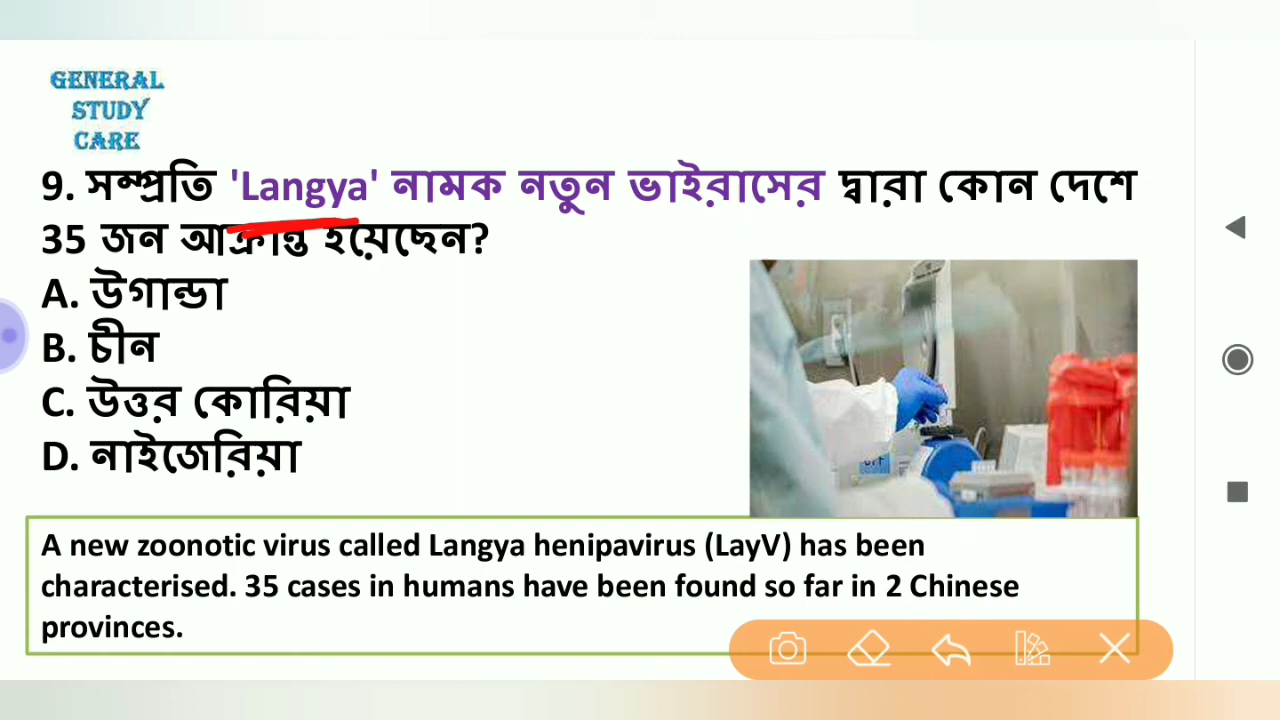 GENERAL
STUDY
CARE
9. সম্প্রতি 'Langya' নামক নতুন ভাইরাসের দ্বারা কোন দেশে
35 জন আক্রান্ত হয়েছেন?
A. উগান্ডা
B. চীন
C. উত্তর কোরিয়া
D. নাইজেরিয়া
A new zoonotic virus called Langya henipavirus (LayV) has been
characterised. 35 cases in humans have been found so far in 2 Chinese
provinces.